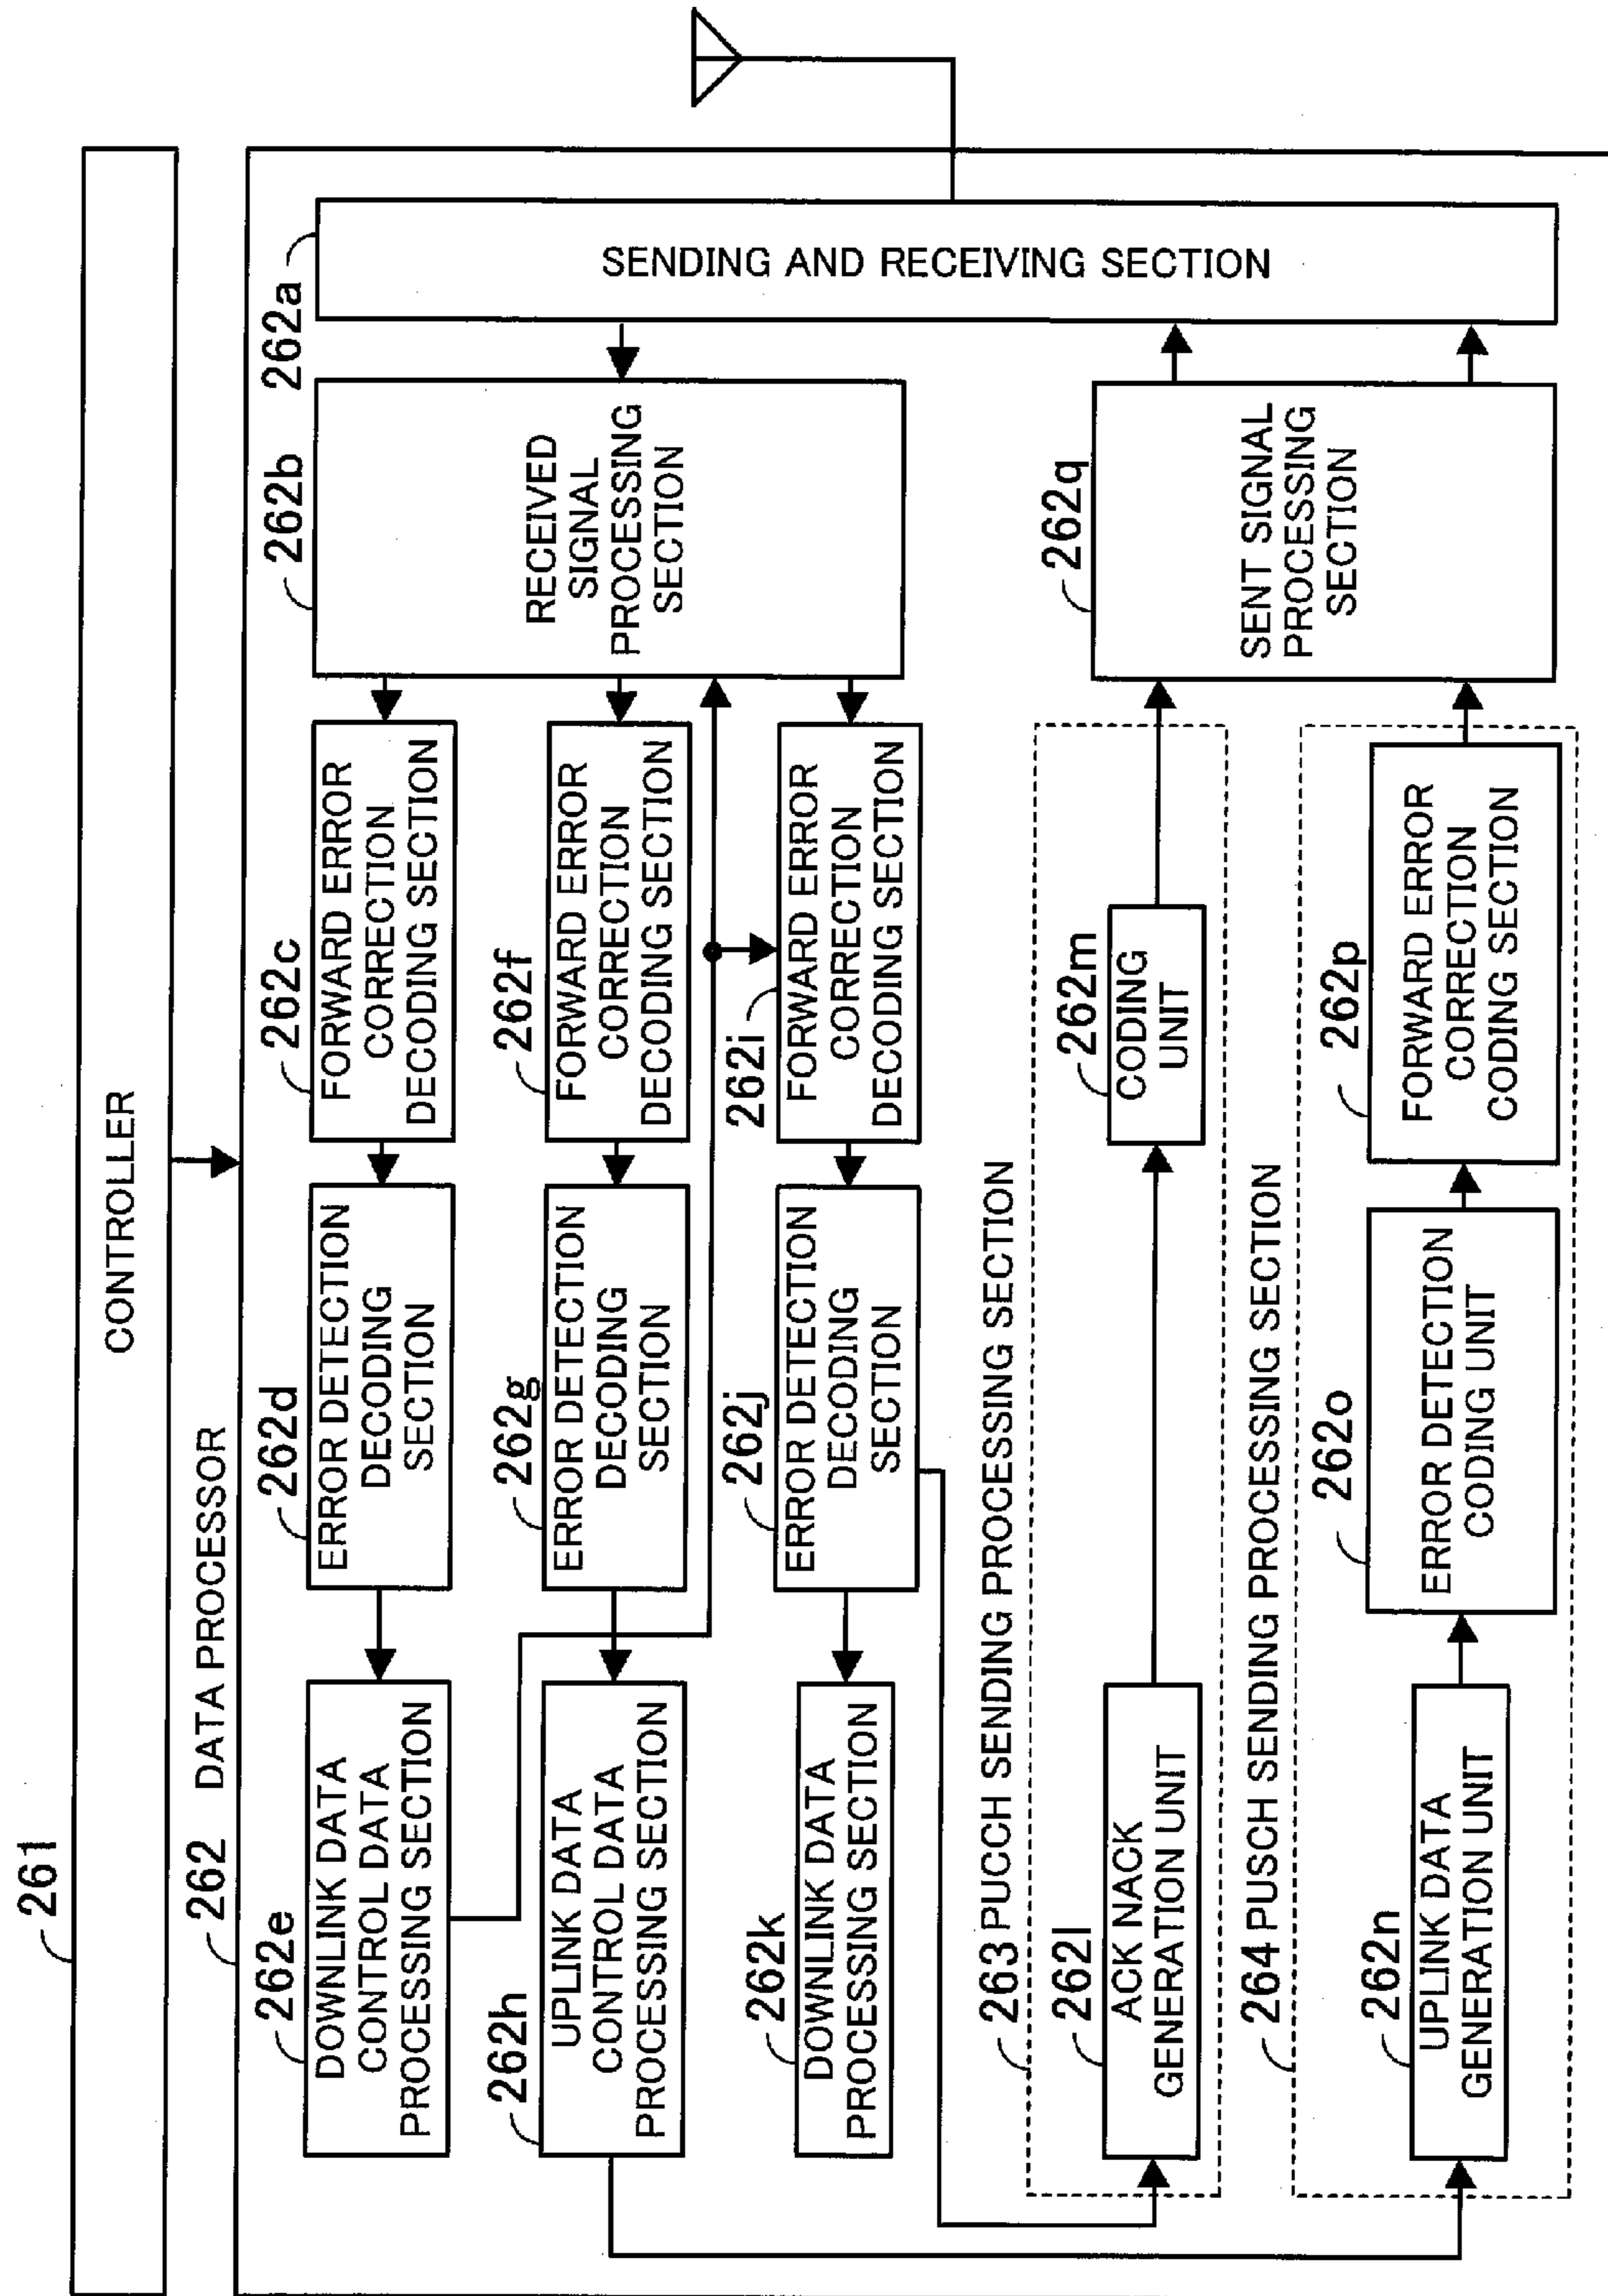 261
CONTROLLER
262 DATA PROCESSOR
262e
DOWNLINK DATA
CONTROL DATA
PROCESSING SECTION
262d
ERROR DETECTION
DECODING
SECTION
262c
FORWARD ERROR
CORRECTION
DECODING SECTION
262b
RECEIVED
SIGNAL
PROCESSING
SECTION
262a
SENDING AND RECEIVING SECTION
262h
UPLINK DATA
CONTROL DATA
PROCESSING SECTION
262g
ERROR DETECTION
DECODING
SECTION
262f
FORWARD ERROR
CORRECTION
DECODING SECTION
262k
DOWNLINK DATA
PROCESSING SECTION
262j
ERROR DETECTION
DECODING
SECTION
262i
FORWARD ERROR
CORRECTION
DECODING SECTION
263 PUCCH SENDING PROCESSING SECTION
262l
ACK NACK
GENERATION UNIT
262m
CODING
UNIT
262q
SENT SIGNAL
PROCESSING
SECTION
264 PUSCH SENDING PROCESSING SECTION
262n
UPLINK DATA
GENERATION UNIT
262o
ERROR DETECTION
CODING UNIT
262p
FORWARD ERROR
CORRECTION
CODING SECTION